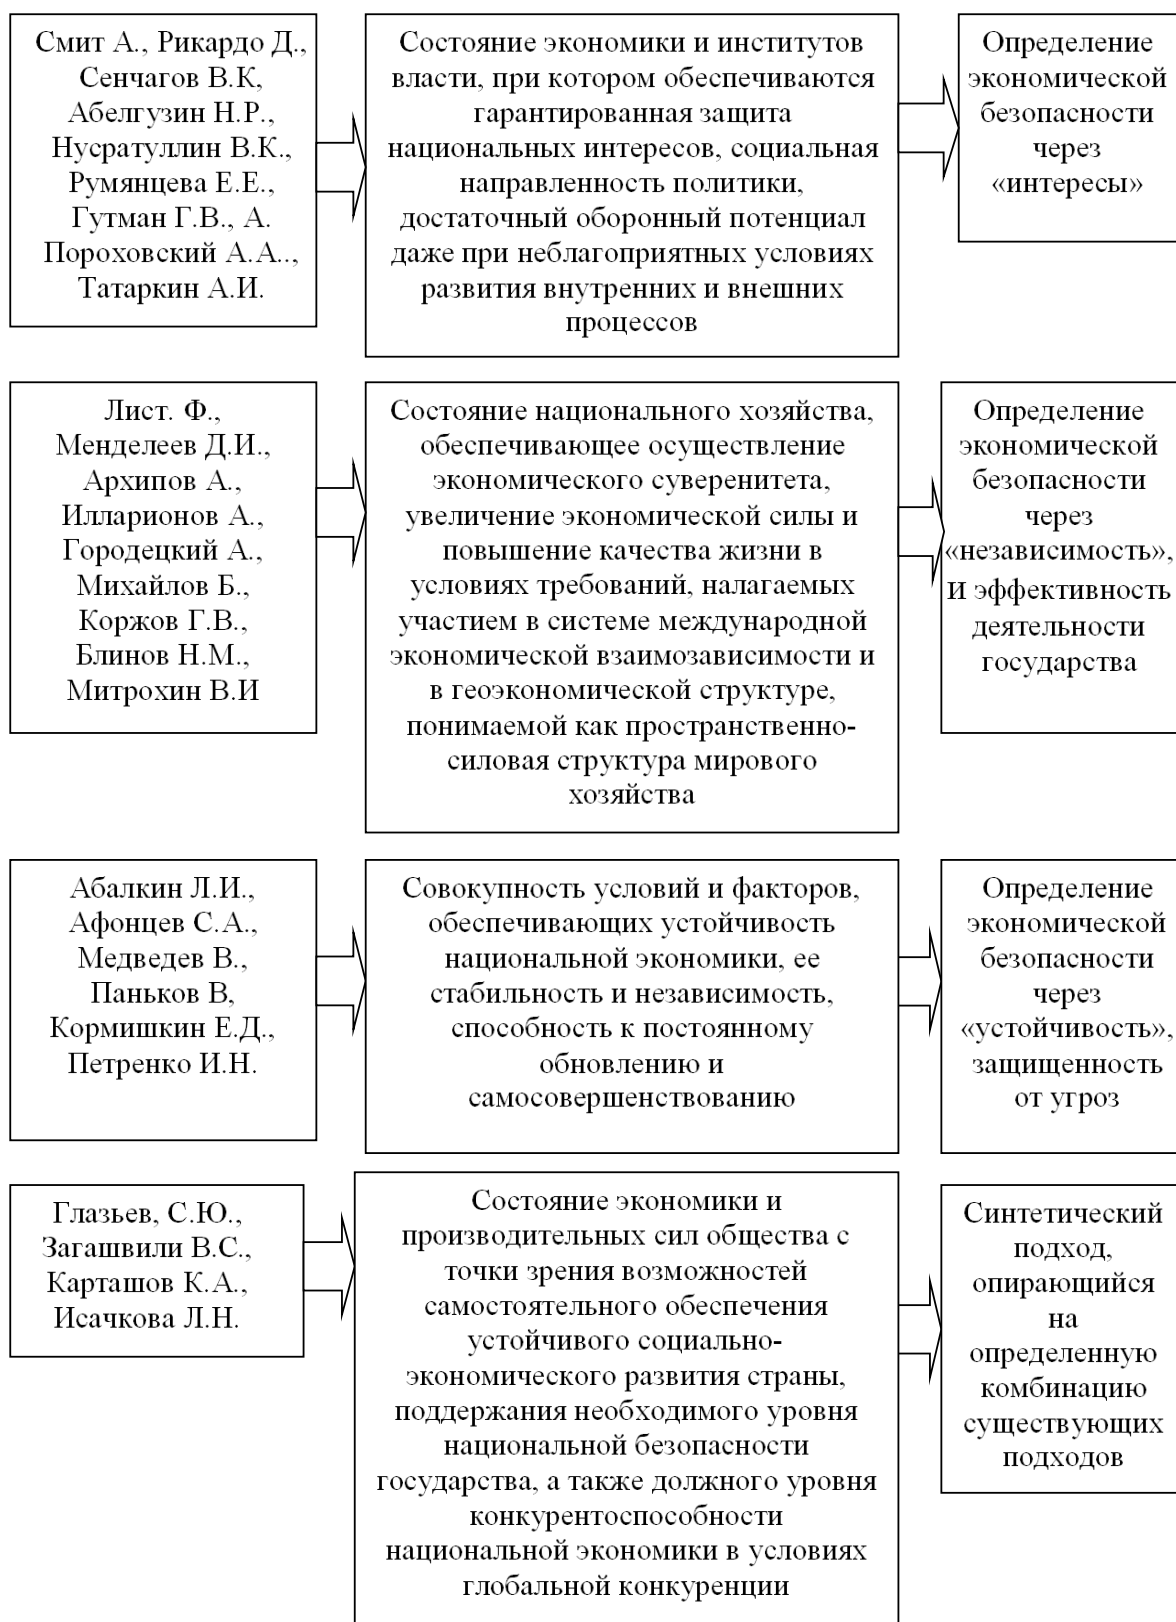 Смит А., Рикардо Д.,
Сенчагов В.К,
Абелгузин Н.Р.,
Нусратуллин В.К.,
Румянцева Е.Е.,
Гутман Г.В., А.
Пороховский А.А..,
Татаркин А.И.
Состояние экономики и институтов
власти, при котором обеспечиваются
гарантированная защита
национальных интересов, социальная
направленность политики,
достаточный оборонный потенциал
даже при неблагоприятных условиях
развития внутренних и внешних
процессов
Определение
экономической
безопасности
через
«интересы»
Лист. Ф.,
Менделеев Д.И.,
Архипов А.,
Илларионов А.,
Городецкий А.,
Михайлов Б.,
Коржов Г.В.,
Блинов Н.М.,
Митрохин В.И
Состояние национального хозяйства,
обеспечивающее осуществление
экономического суверенитета,
увеличение экономической силы и
повышение качества жизни в
условиях требований, налагаемых
участием в системе международной
экономической взаимозависимости и
в геоэкономической структуре,
понимаемой как пространственно-
силовая структура мирового
хозяйства
Определение
экономической
безопасности
через
«независимость»,
и эффективность
деятельности
государства
Абалкин Л.И.,
Афонцев С.А.,
Медведев В.,
Паньков В,
Кормишкин Е.Д.,
Петренко И.Н.
Совокупность условий и факторов,
обеспечивающих устойчивость
национальной экономики, ее
стабильность и независимость,
способность к постоянному
обновлению и
самосовершенствованию
Определение
экономической
безопасности
через
«устойчивость»,
защищенность
от угроз
Глазьев, С.Ю.,
Загашвили В.С.,
Карташов К.А.,
Исачкова Л.Н.
Состояние экономики и
производительных сил общества с
точки зрения возможностей
самостоятельного обеспечения
устойчивого социально-
экономического развития страны,
поддержания необходимого уровня
национальной безопасности
государства, а также должного уровня
конкурентоспособности
национальной экономики в условиях
глобальной конкуренции
Синтетический
подход,
опирающийся
на
определенную
комбинацию
существующих
подходов